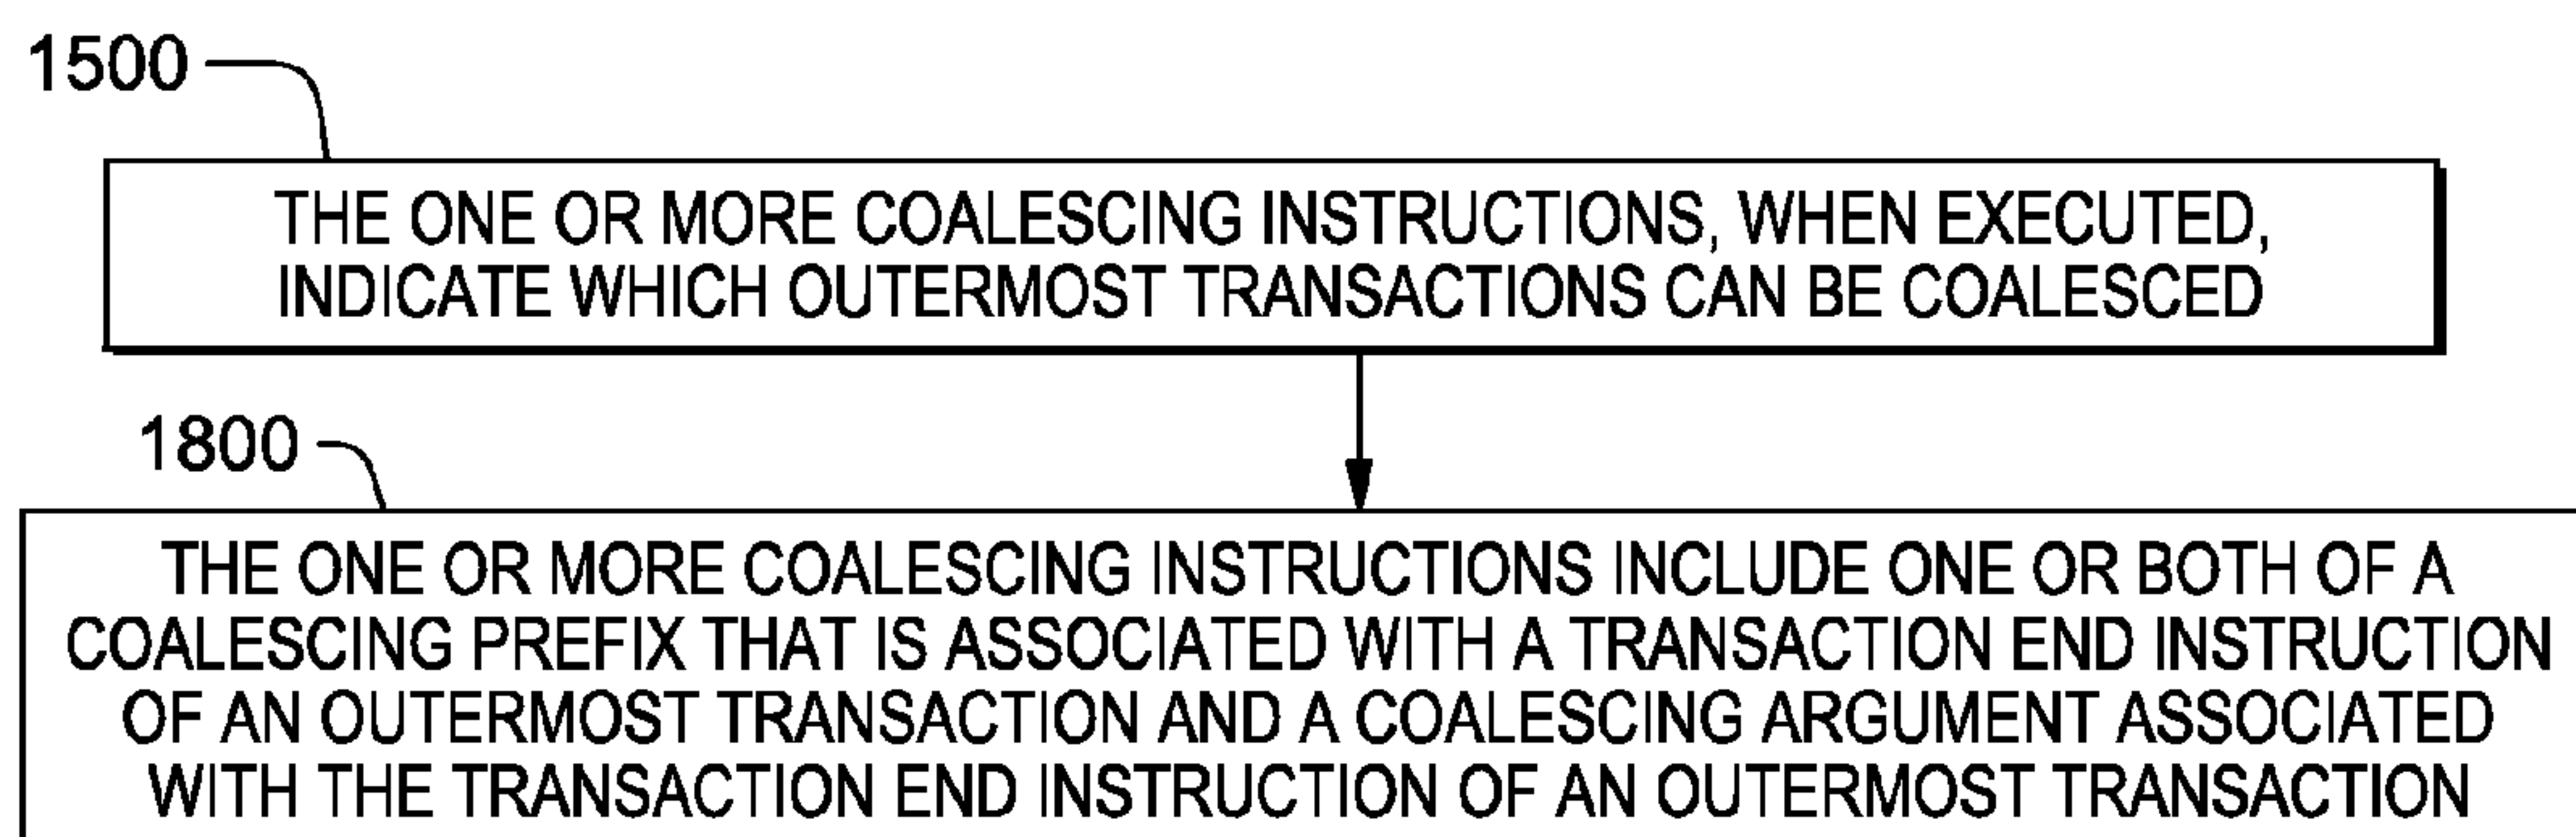 1500
THE ONE OR MORE COALESCING INSTRUCTIONS, WHEN EXECUTED,
INDICATE WHICH OUTERMOST TRANSACTIONS CAN BE COALESCED
1800
THE ONE OR MORE COALESCING INSTRUCTIONS INCLUDE ONE OR BOTH OF A
COALESCING PREFIX THAT IS ASSOCIATED WITH A TRANSACTION END INSTRUCTION
OF AN OUTERMOST TRANSACTION AND A COALESCING ARGUMENT ASSOCIATED
WITH THE TRANSACTION END INSTRUCTION OF AN OUTERMOST TRANSACTION